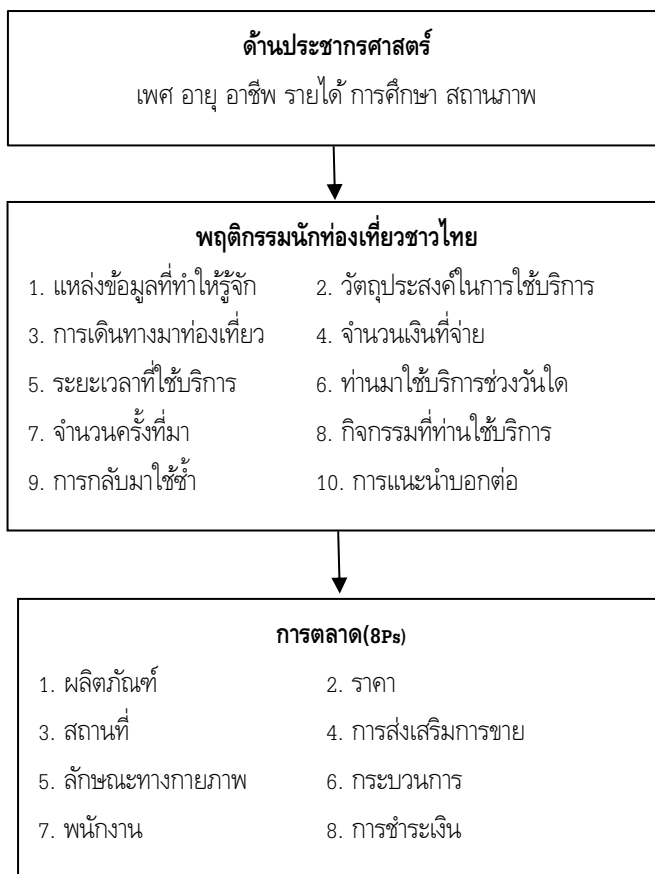 ด้านประชากรศาสตร์
เพศ อายุ อาชีพ รายได้ การศึกษา สถานภาพ
พฤติกรรมนักท่องเที่ยวชาวไทย
1. แหล่งข้อมูลที่ทำให้รู้จัก 2. วัตถุประสงค์ในการใช้บริการ
3. การเดินทางมาท่องเที่ยว 4. จำนวนเงินที่จ่าย
5. ระยะเวลาที่ใช้บริการ 6. ท่านมาใช้บริการช่วงวันใด
7. จำนวนครั้งที่มา 8. กิจกรรมที่ท่านใช้บริการ
9. การกลับมาใช้ซ้ำ 10. การแนะนำบอกต่อ
การตลาด(8Ps)
1. ผลิตภัณฑ์ 2. ราคา
3. สถานที่ 4. การส่งเสริมการขาย
5. ลักษณะทางกายภาพ 6. กระบวนการ
7. พนักงาน 8. การชำระเงิน